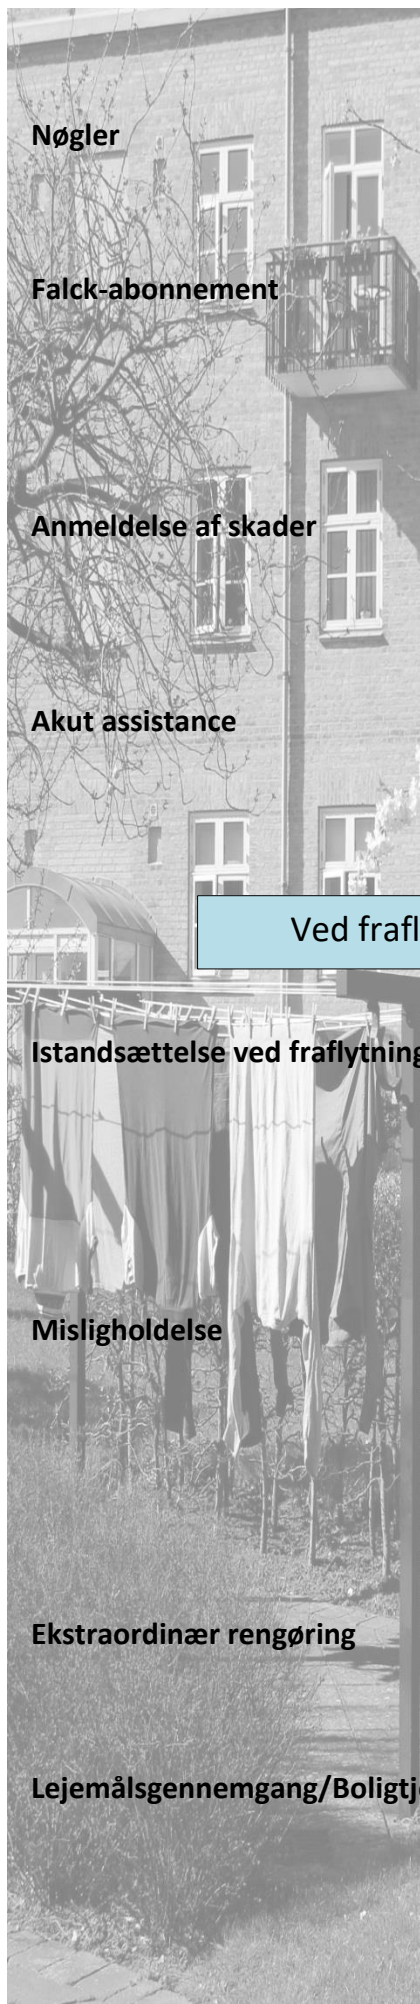 Nøgler
Falck-abonnement
Anmeldelse af skader
Akut assistance
Ved frafl
Istandsættelse ved fraflytning
Misligholdelse
Ekstraordinær rengøring
Lejemålsgennemgang/Boligtj